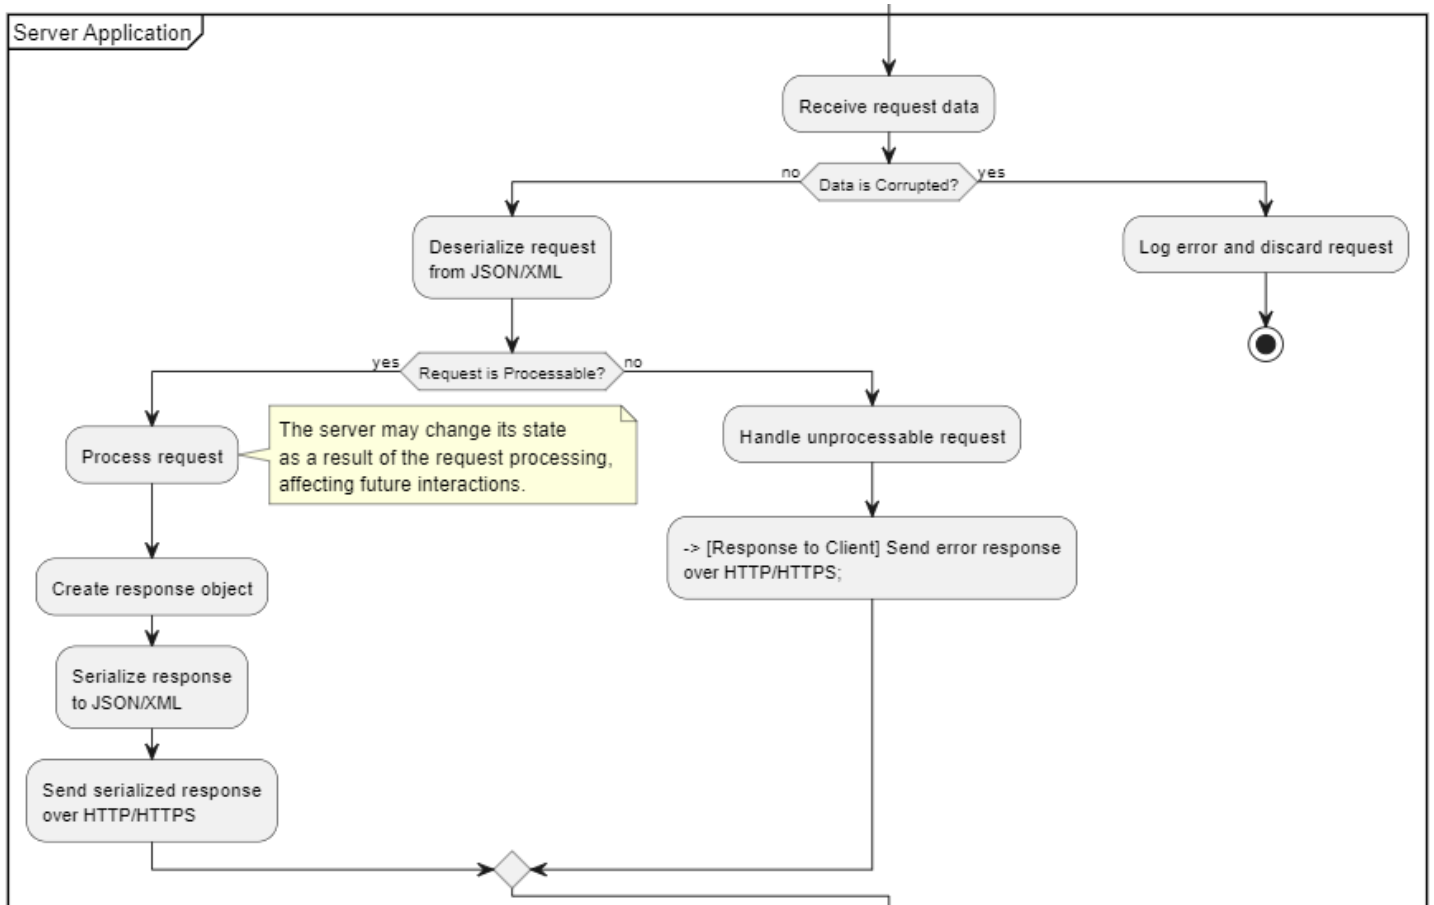 Server Application
Receive request data
no
Data is Corrupted?
yes
Deserialize request
from JSON/XML
Log error and discard request
yes
Request is Processable?
no
Process request
The server may change its state
as a result of the request processing,
affecting future interactions.
Handle unprocessable request
-> [Response to Client] Send error response
over HTTP/HTTPS;
Create response object
Serialize response
to JSON/XML
Send serialized response
over HTTP/HTTPS